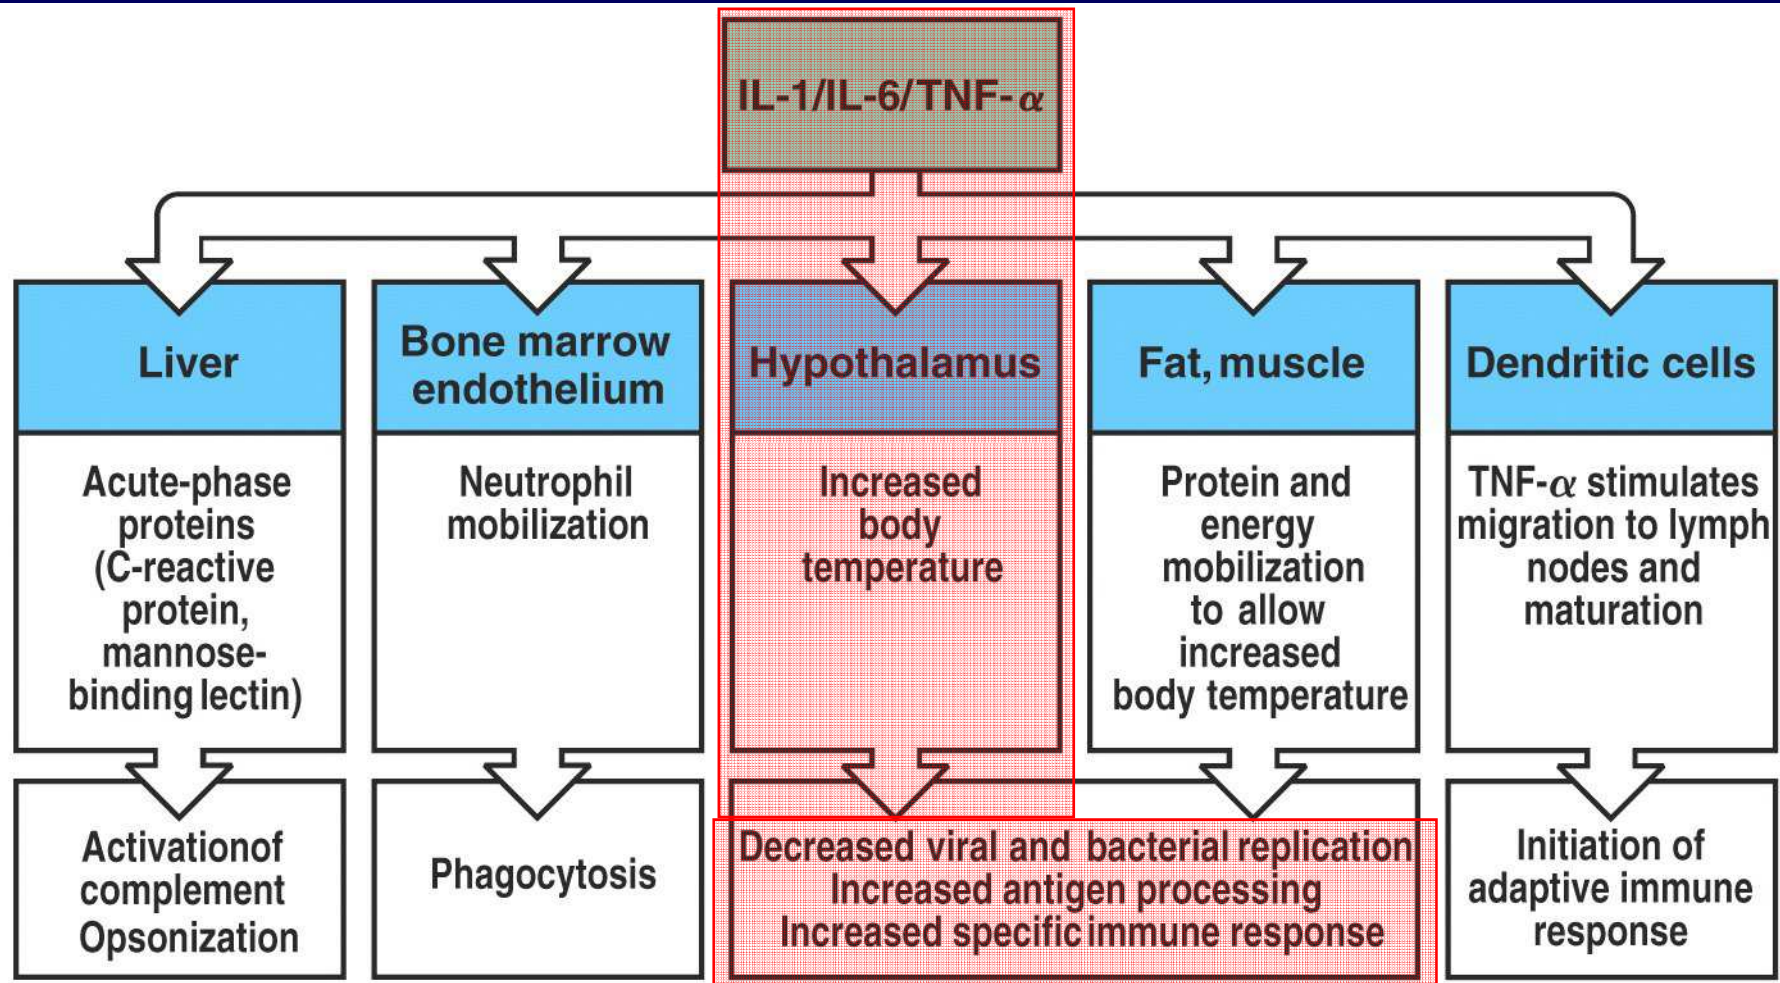 IL-1/IL-6/TNF-α
Liver
Bone marrow
endothelium
Hypothalamus
Fat, muscle
Dendritic cells
Acute-phase
proteins
(C-reactive
protein,
mannose-
binding lectin)
Neutrophil
mobilization
Increased
body
temperature
Protein and
energy
mobilization
to allow
increased
body temperature
TNF-α stimulates
migration to lymph
nodes and
maturation
Activationof
complement
Opsonization
Phagocytosis
Decreased viral and bacterial replication
Increased antigen processing
Increased specific immune response
Initiation of
adaptive immune
response